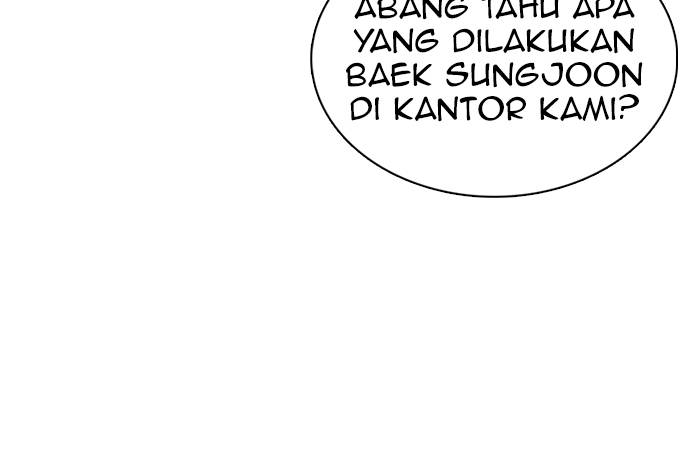 ABANG TAHU APA
YANG DILAKUKAN
BAEK SUNGJOON
DI KANTOR KAMI?